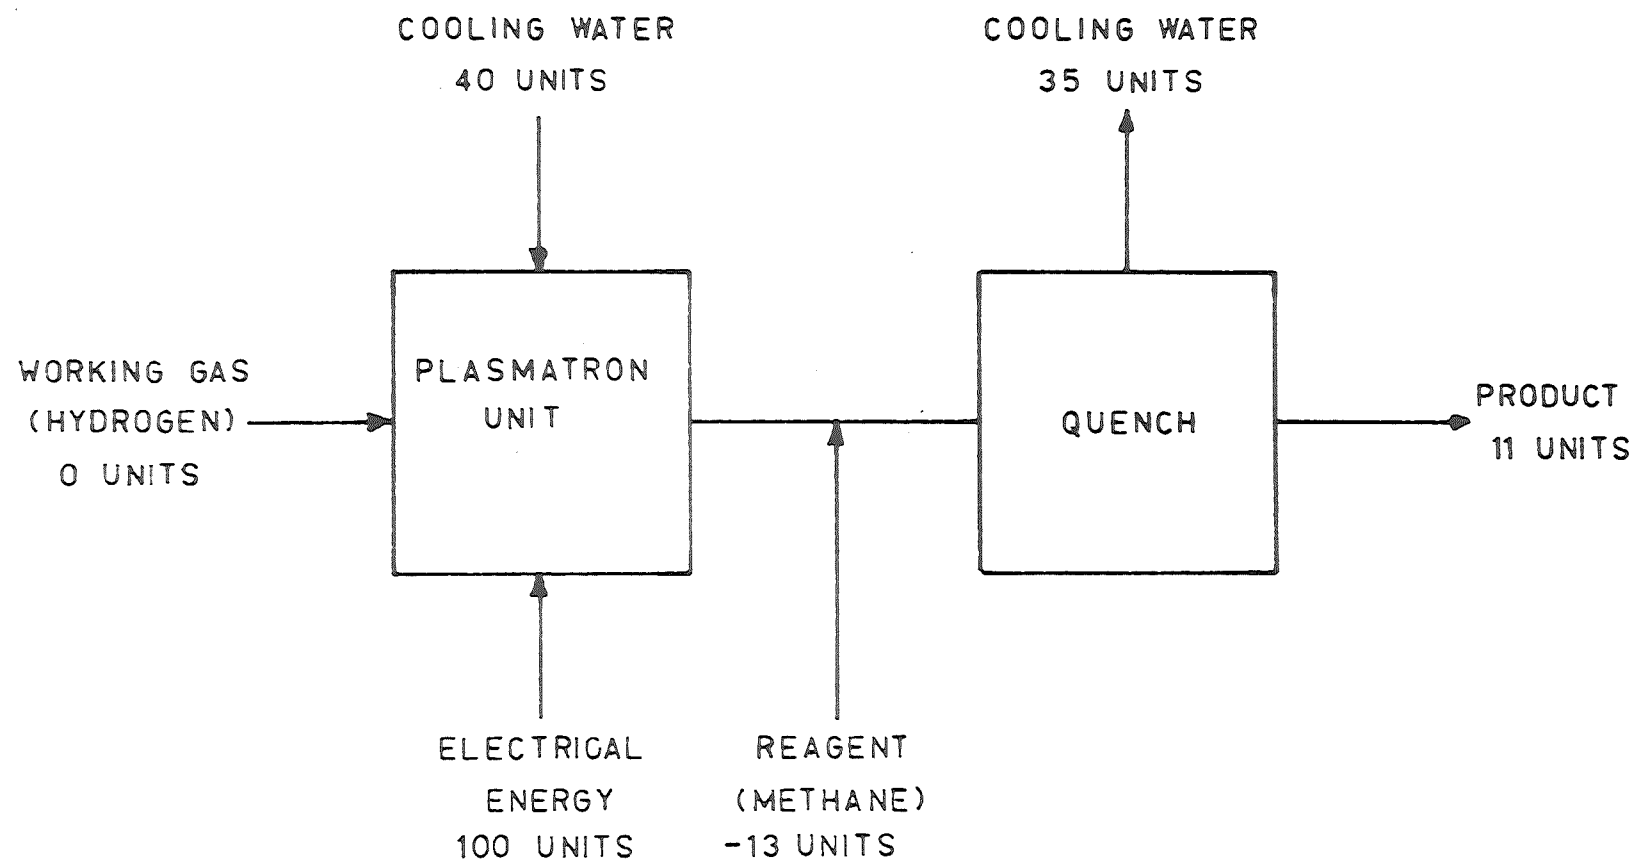 COOLING WATER
40 UNITS
COOLING WATER
35 UNITS
WORKING GAS
(HYDROGEN)
0 UNITS
PLASMATRON
UNIT
QUENCH
PRODUCT
11 UNITS
ELECTRICAL
ENERGY
100 UNITS
REAGENT
(METHANE)
-13 UNITS